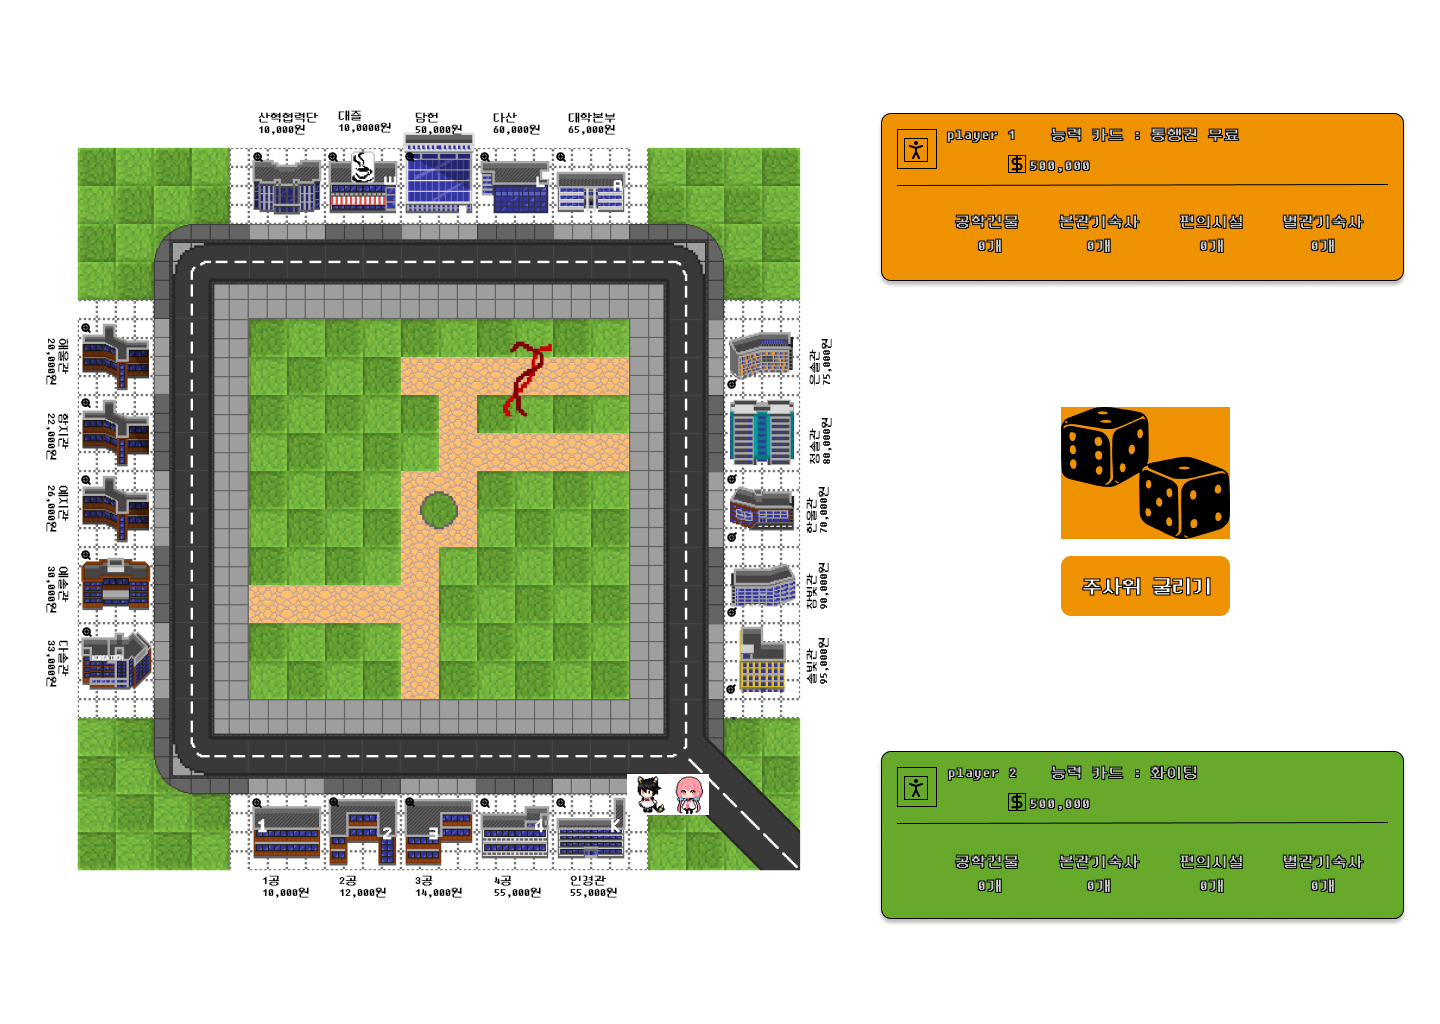 산학협력단
10,000원
대즐
10,0000원
담헌
50,000원
다산
60,000원
대학본부
65,000원
E
L
A
해울관
20,000원
참지관
22,000원
예지관
26,000원
예솔관
30,000원
다솔관
33,000원
은솔관
75,000원
청솔관
80,000원
한울관
70,000원
참빛관
90,000원
솔빛관
95,000원
1
2
3
4
K
1공
10,000원
2공
12,000원
3공
14,000원
4공
55,000원
인경관
55,000원
player 1 능력 카드 : 통행권 무료
$ 500,000
공학건물 본관기숙사 편의시설 별관기숙사
0개 0개 0개 0개
주사위 굴리기
player 2 능력 카드 : 화이팅
$ 500,000
공학건물 본관기숙사 편의시설 별관기숙사
0개 0개 0개 0개